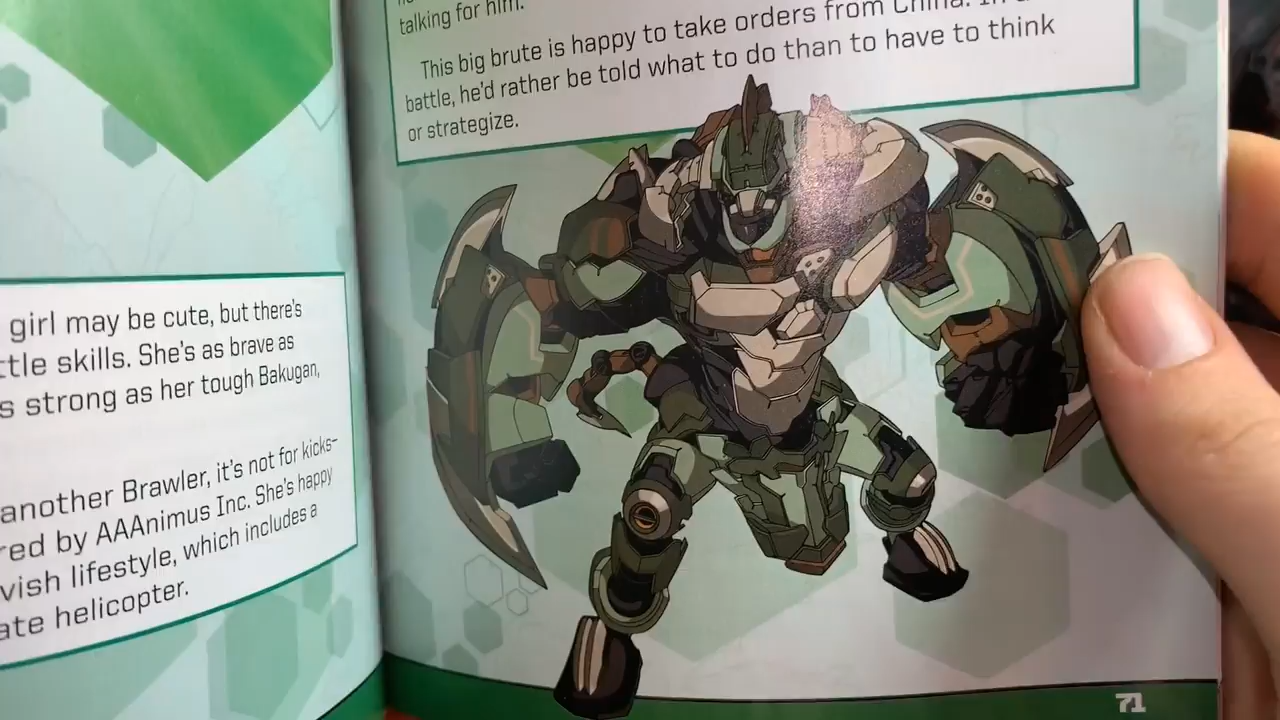 girl may be cute, but there's
ttle skills. She's as brave as
s strong as her tough Bakugan,
another Brawler, it's not for kicks-
red by AAAnimus Inc. She's happy
vish lifestyle, which includes a
ate helicopter.
talking for him.
This big brute is happy to take orders from China. In
battle, he'd rather be told what to do than to have to think
or strategize.
71